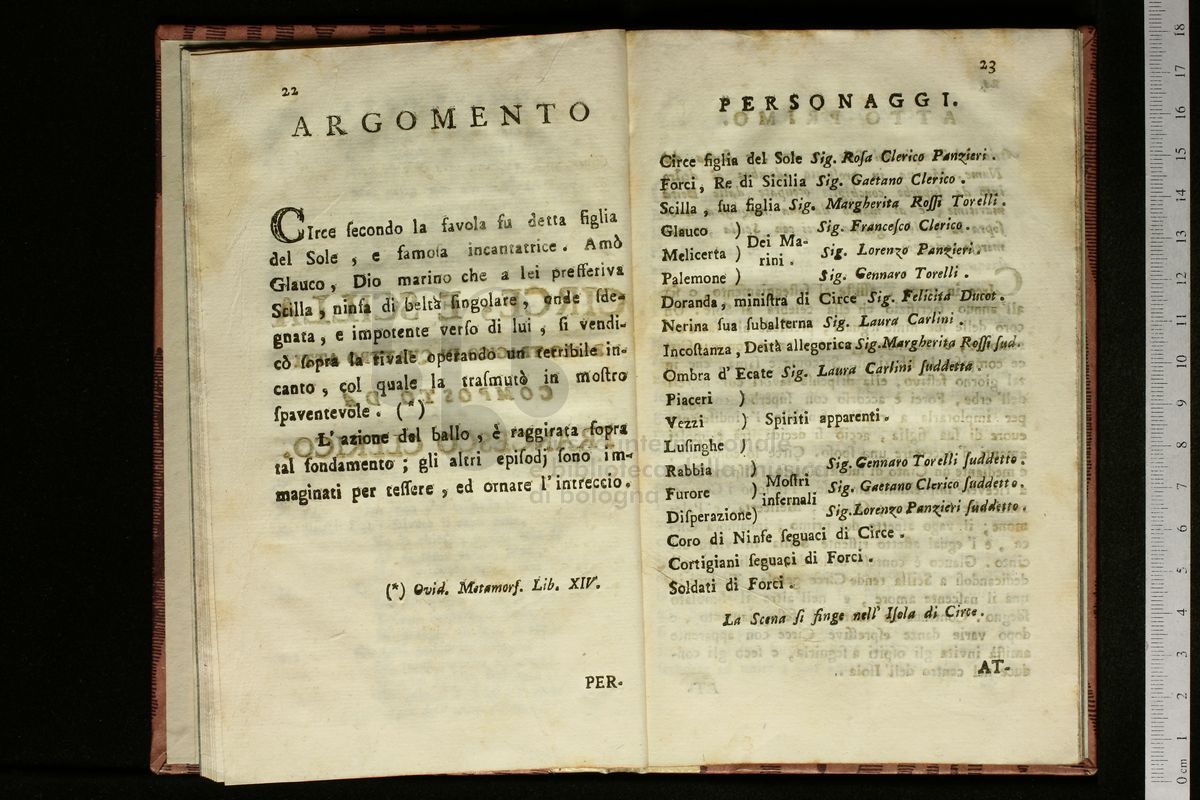 22
ARGOMENTO
CIrce ſecondo la favola fu detta figlia
del Sole , e famoſa incantatrice . Amò
Glauco , Dio marino che a lei prefferiva
Scilla , ninfa di beltà ſingolare , onde ſde-
gnata , e impotente verſo di lui , ſi vendi-
cò ſopra la rivale operando un terribile in-
canto , col quale la traſmutò in moſtro
ſpaventevole . (*)
L'azione del ballo , è raggirata ſopra
tal fondamento ; gli altri epiſodj ſono im-
maginati per teſſere , ed ornare l'intreccio .
(*) Ovid. Metamorf. Lib. XIV.
PER-
23
PERSONAGGI.
Circe figlia del Sole Sig. Roſa Clerico Panzieri .
Forci , Re di Sicilia Sig. Gaetano Clerico .
Scilla , ſua figlia Sig. Margherita Roſſi Torelli .
Glauco ) Sig. Franceſco Clerico .
Melicerta ) Dei Ma-rini . Sig. Lorenzo Panzieri .
Palemone ) Sig. Gennaro Torelli .
Doranda , miniſtra di Circe Sig. Felicita Ducot .
Nerina ſua ſubalterna Sig. Laura Carlini .
Incoſtanza , Deità allegorica Sig. Margherita Roſſi ſud.
Ombra d'Ecate Sig. Laura Carlini ſuddetta .
Piaceri )
Vezzi ) Spiriti apparenti .
Luſinghe )
Rabbia ) Sig. Gennaro Torelli ſuddetto .
Furore ) Moſtri infernali Sig. Gaetano Clerico ſuddetto .
Diſperazione) Sig. Lorenzo Panzieri ſuddetto .
Coro di Ninfe ſeguaci di Circe .
Cortigiani ſeguaci di Forci .
Soldati di Forci .
La Scena ſi finge nell' Iſola di Circe .
AT-